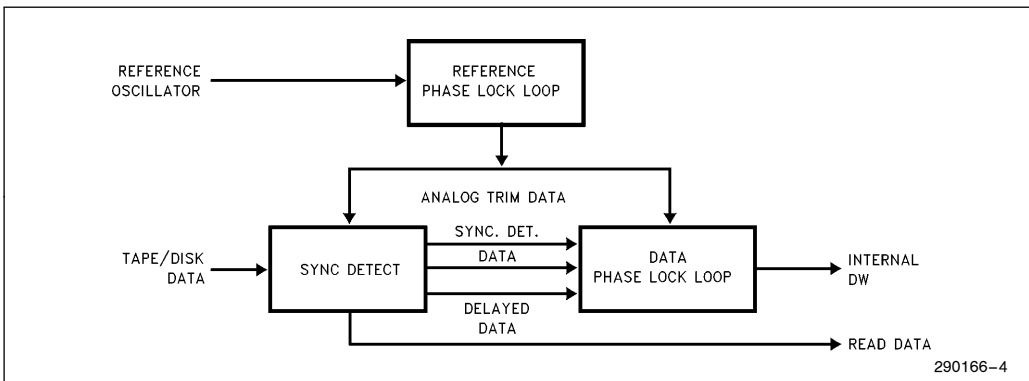 REFERENCE
OSCILLATOR
REFERENCE
PHASE LOCK LOOP
ANALOG TRIM DATA
TAPE/DISK
DATA
SYNC DETECT
SYNC. DET.
DATA
DELAYED
DATA
DATA
PHASE LOCK LOOP
INTERNAL
DW
READ DATA
290166-4